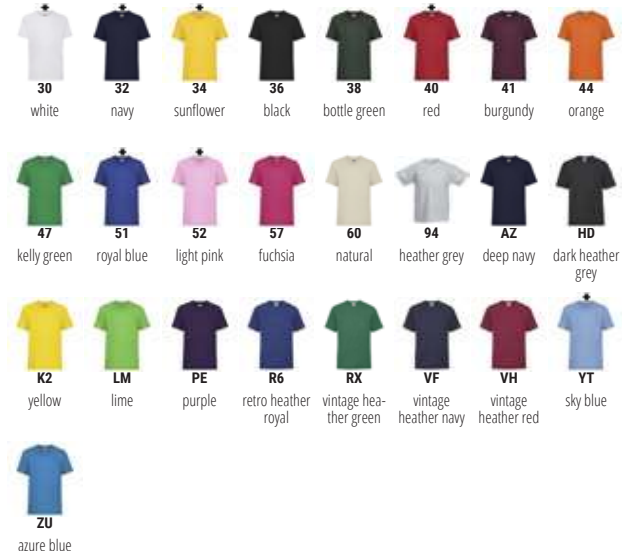 30 32 34 36 38 40 41 44
white navy sunflower black bottle green red burgundy orange
47 51 52 57 60 94 AZ HD
kelly green royal blue light pink fuchsia natural heather grey deep navy dark heather
grey
K2 LM PE R6 RX VF VH YT
yellow lime purple retro heather vintage hea- vintage vintage sky blue
royal ther green heather navy heather red
ZU
azure blue